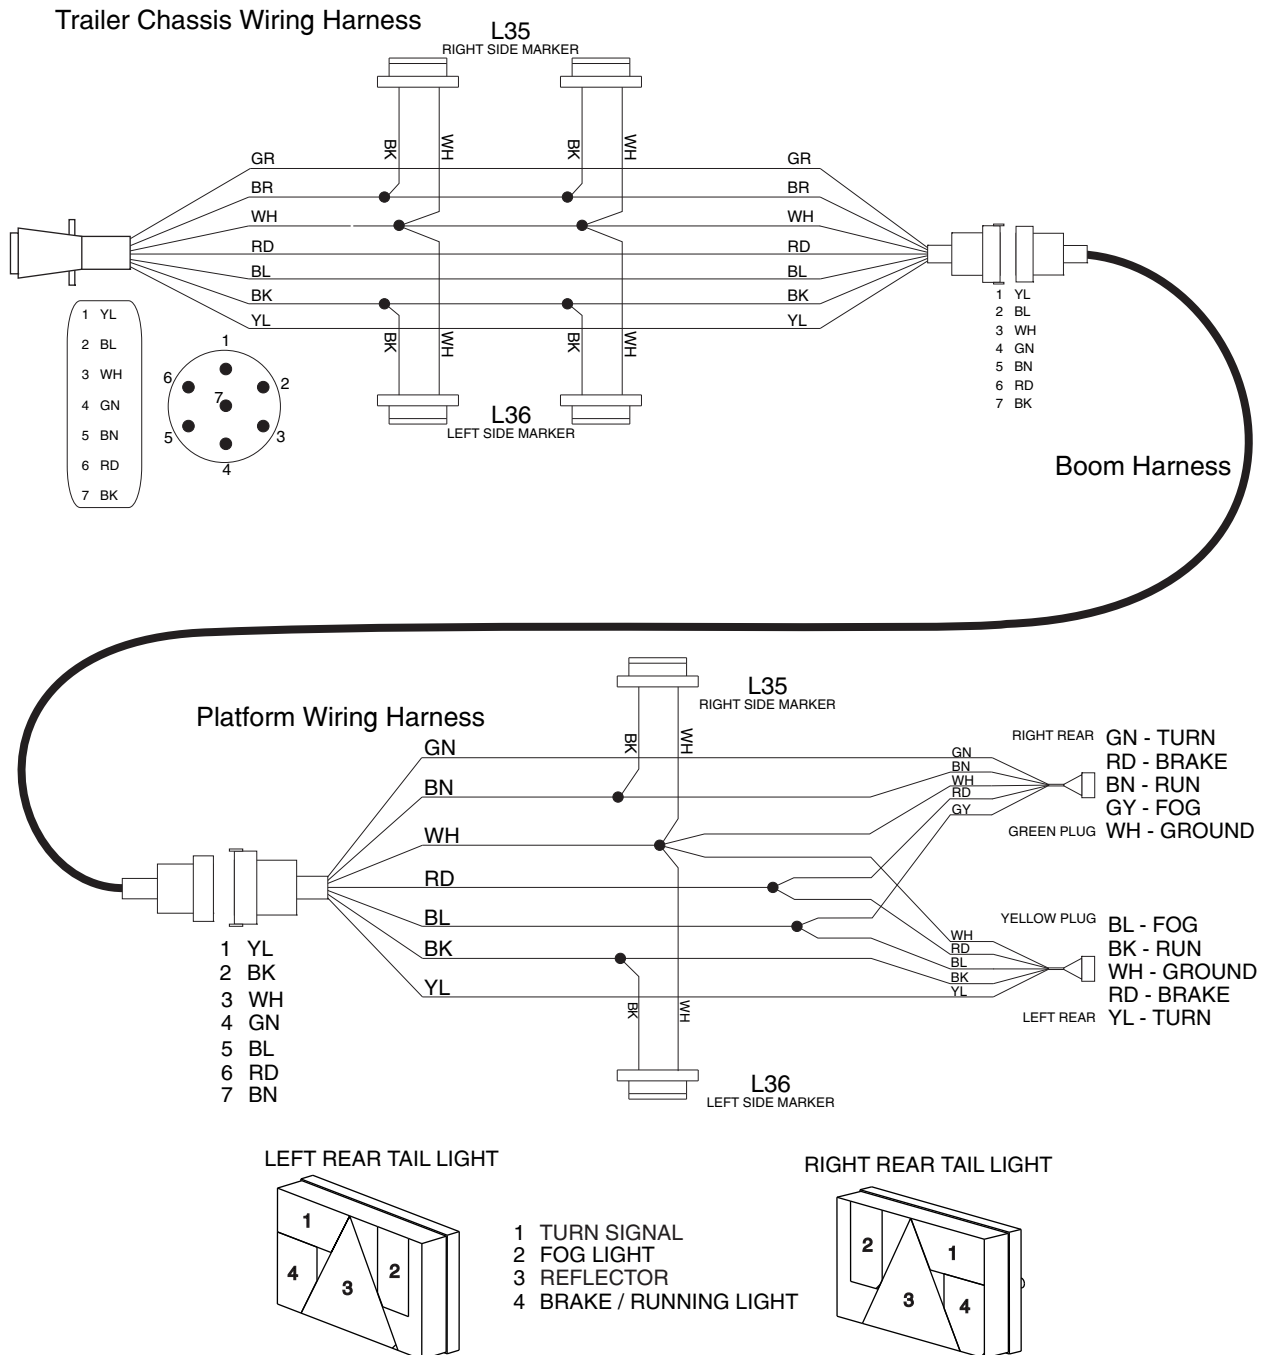 Trailer Chassis Wiring Harness
L35
RIGHT SIDE MARKER
BK
WH
BK
WH
GR
GR
BR
BR
WH
WH
RD
RD
BL
BL
BK
BK
YL
YL
BK
WH
BK
WH
L36
LEFT SIDE MARKER
1 YL
2 BL
3 WH
4 GN
5 BN
6 RD
7 BK
1
2
3
4
5
6
7
1 YL
2 BL
3 WH
4 GN
5 BN
6 RD
7 BK
Boom Harness
Platform Wiring Harness
L35
RIGHT SIDE MARKER
BK
WH
GN
BN
WH
RD
BL
BK
YL
GN
BN
WH
RD
GY
RIGHT REAR
GREEN PLUG
GN - TURN
RD - BRAKE
BN - RUN
GY - FOG
WH - GROUND
WH
RD
BL
BK
YL
YELLOW PLUG
LEFT REAR
BL - FOG
BK - RUN
WH - GROUND
RD - BRAKE
YL - TURN
BK
WH
L36
LEFT SIDE MARKER
1 YL
2 BK
3 WH
4 GN
5 BL
6 RD
7 BN
LEFT REAR TAIL LIGHT
1
4
3
2
1 TURN SIGNAL
2 FOG LIGHT
3 REFLECTOR
4 BRAKE / RUNNING LIGHT
RIGHT REAR TAIL LIGHT
2
1
3
4